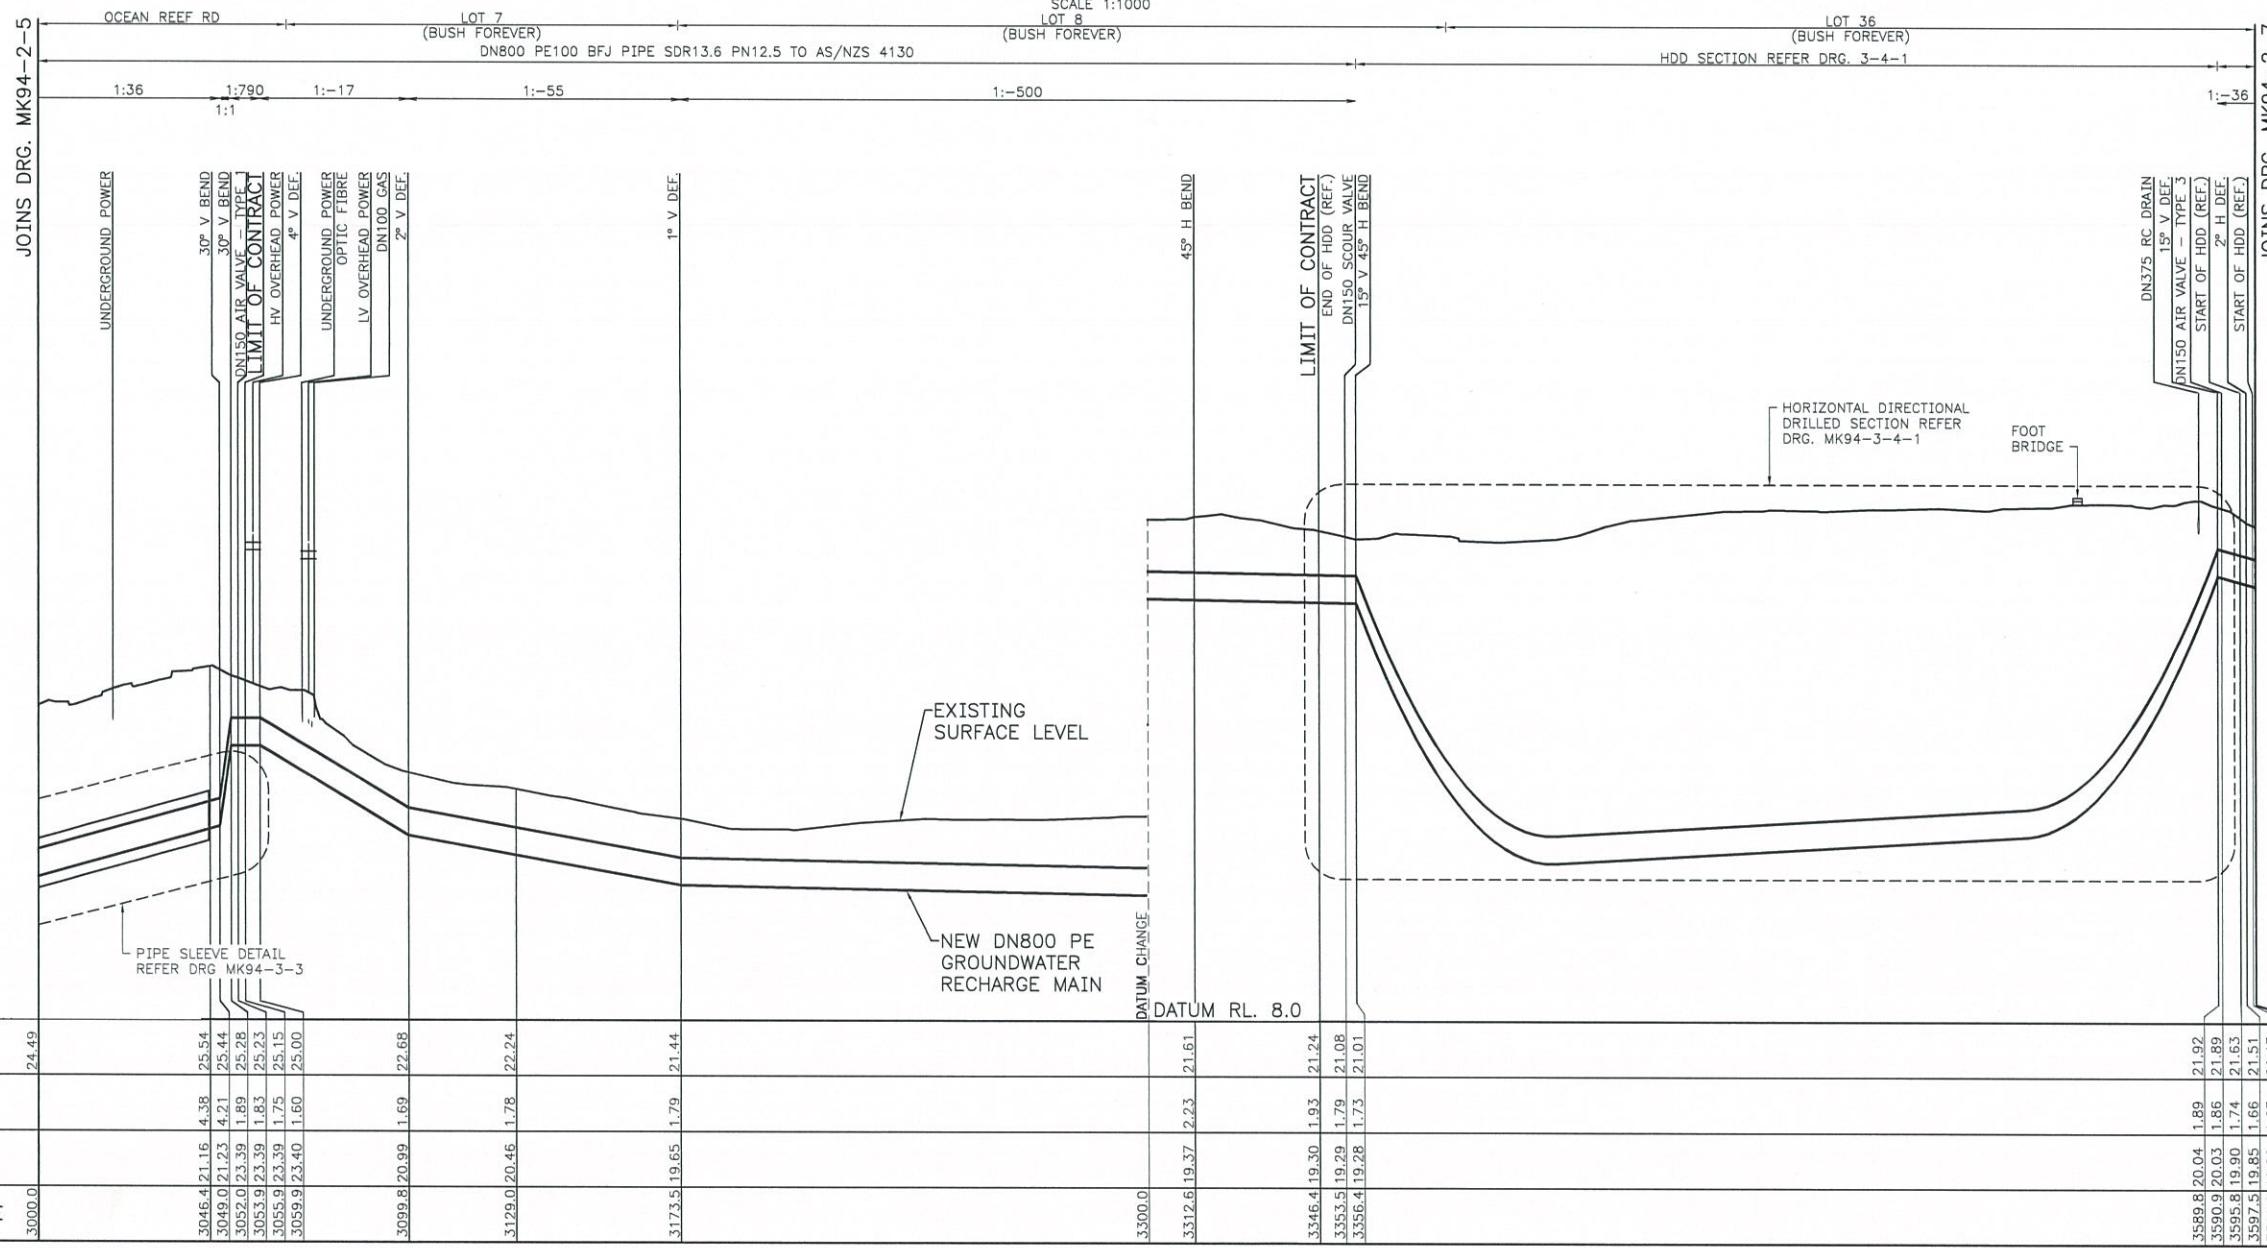 SCALE 1:1000
OCEAN REEF RD
LOT 7
(BUSH FOREVER)
LOT 8
(BUSH FOREVER)
LOT 36
(BUSH FOREVER)
DN800 PE100 BFJ PIPE SDR13.6 PN12.5 TO AS/NZS 4130
HDD SECTION REFER DRG. 3-4-1
1:36
1:1
1:790
1:-17
1:-55
1:-500
1:-36
JOINS DRG. MK94-2-5
UNDERGROUND POWER
30° V BEND
30° V BEND
DN150 AIR VALVE - TYPE 1
LIMIT OF CONTRACT
HV OVERHEAD POWER
4° V DEF.
UNDERGROUND POWER
OPTIC FIBRE
LV OVERHEAD POWER
DN100 GAS
2° V DEF.
1° V DEF.
45° H BEND
LIMIT OF CONTRACT
END OF HDD (REF.)
DN150 SCOUR VALVE
15° V 45° H BEND
DN375 RC DRAIN
15° V DEF.
DN150 AIR VALVE - TYPE 3
START OF HDD (REF.)
2° H DEF.
START OF HDD (REF.)
HORIZONTAL DIRECTIONAL
DRILLED SECTION REFER
DRG. MK94-3-4-1
FOOT
BRIDGE
EXISTING
SURFACE LEVEL
NEW DN800 PE
GROUNDWATER
RECHARGE MAIN
PIPE SLEEVE DETAIL
REFER DRG MK94-3-3
DATUM CHANGE
DATUM RL. 8.0
24.49 25.54 25.44 25.28 25.23 25.15 25.00 22.68 22.24 21.44 21.61 21.24 21.08 21.01 21.92 21.89 21.63 21.51
4.38 4.21 1.89 1.83 1.75 1.60 1.69 1.78 1.79 2.23 1.93 1.79 1.73 1.89 1.86 1.74 1.66
21.16 21.23 23.39 23.39 23.39 23.40 20.99 20.46 19.65 19.37 19.30 19.29 19.28 20.04 20.03 19.90 19.85
3000.0 3046.4 3049.0 3052.0 3053.9 3055.9 3059.9 3099.8 3129.0 3173.5 3300.0 3312.6 3346.4 3353.5 3356.4 3589.8 3590.9 3595.8 3597.5